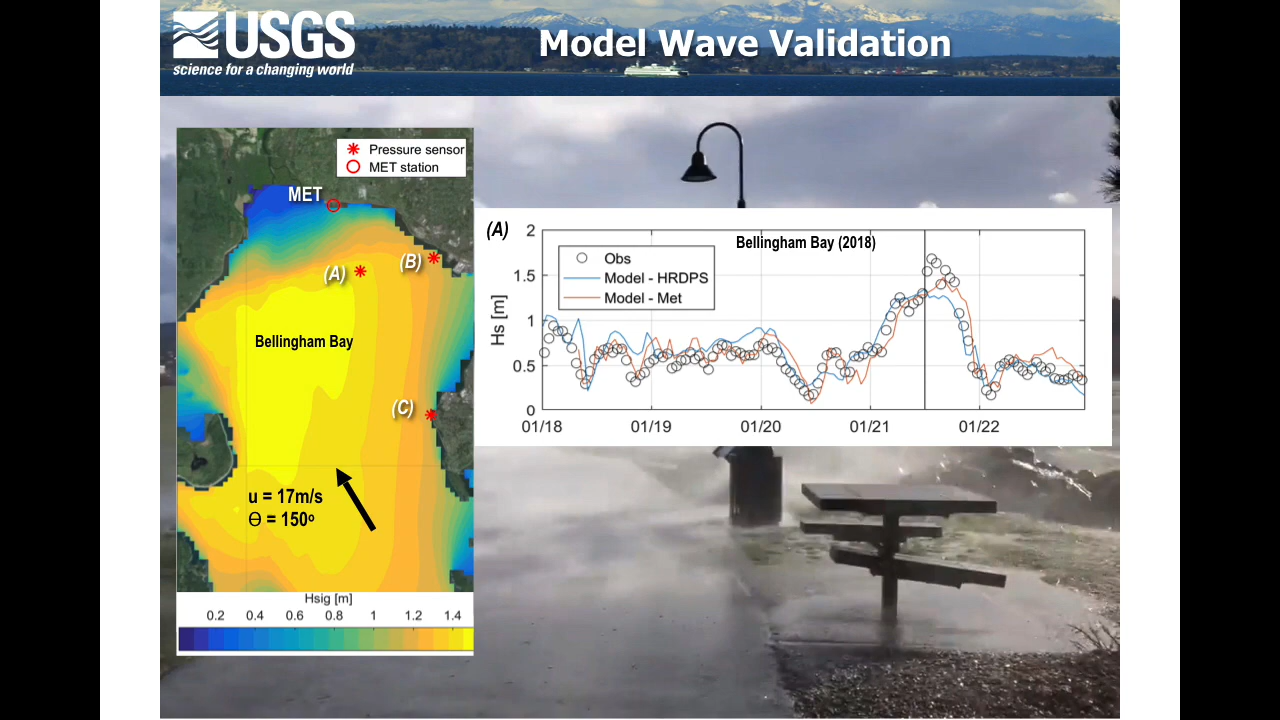 USGS
science for a changing world
Model Wave Validation
Pressure sensor
MET station
MET
(A)
(B)
Bellingham Bay
(C)
u = 17m/s
Θ = 150º
Hsig [m]
0.2 0.4 0.6 0.8 1 1.2 1.4
(A)
Bellingham Bay (2018)
Obs
Model - HRDPS
Model - Met
Hs [m]
2
1.5
1
0.5
0
01/18 01/19 01/20 01/21 01/22